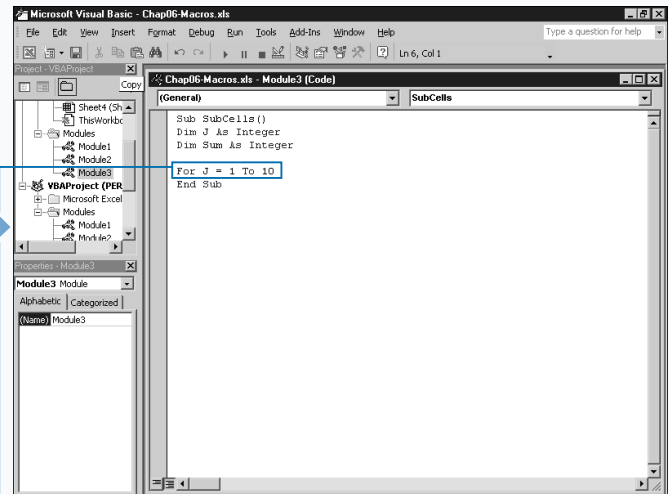 Microsoft Visual Basic - Chap06-Macros.xls
File Edit View Insert Format Debug Run Tools Add-Ins Window Help
Type a question for help
Ln 6, Col 1
Project - VBAProject
Copy
Sheet4 (Sh
ThisWorkbc
Modules
Module1
Module2
Module3
VBAProject (PER
Microsoft Excel
Modules
Module1
Module2
Properties - Module3
Module3 Module
Alphabetic Categorized
(Name) Module3
Chap06-Macros.xls - Module3 (Code)
(General) SubCells
Sub SubCells()
Dim J As Integer
Dim Sum As Integer
For J = 1 To 10
End Sub